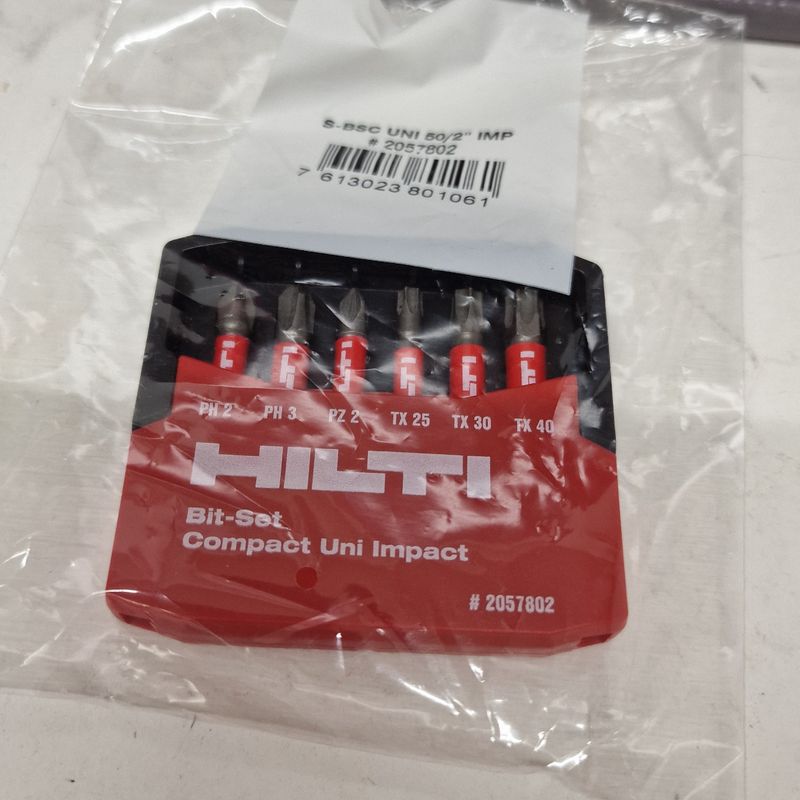 S-BSC UNI 50/2" IMP
# 2057802
7 613023 801061
PH 2 PH 3 PZ 2 TX 25 TX 30 TX 40
HILTI
Bit-Set
Compact Uni Impact
# 2057802